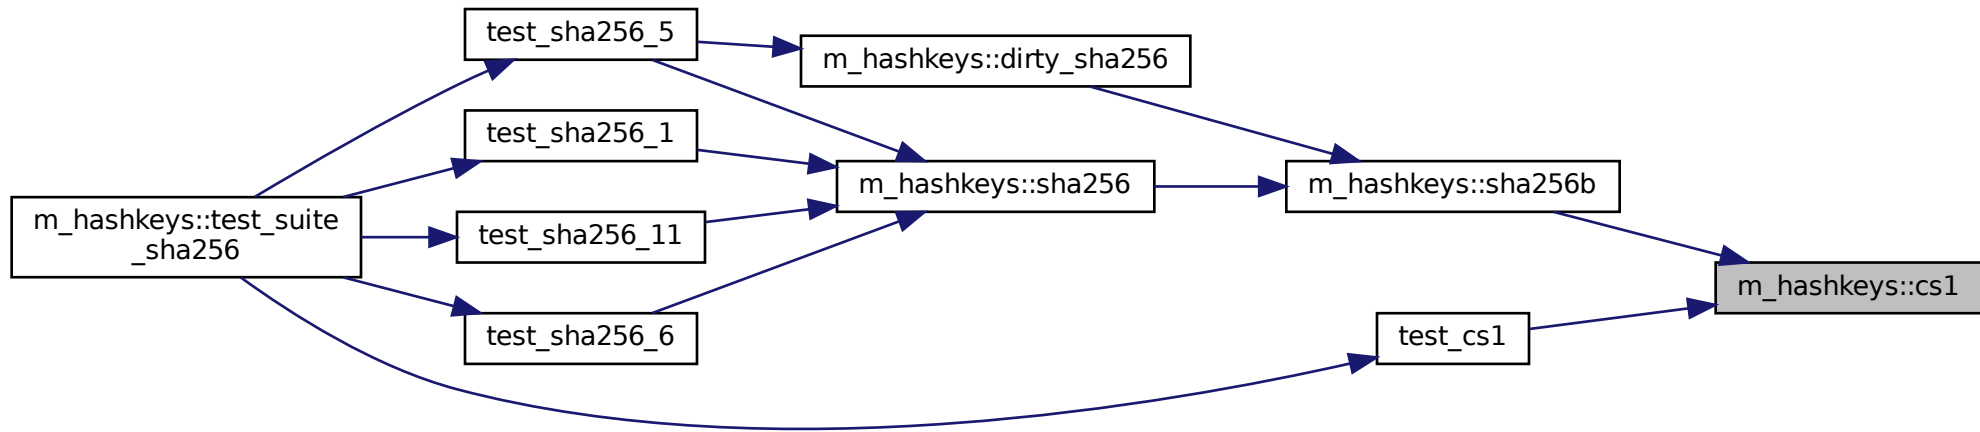 test_sha256_5
m_hashkeys::dirty_sha256
test_sha256_1
m_hashkeys::sha256
m_hashkeys::sha256b
m_hashkeys::test_suite
_sha256
test_sha256_11
m_hashkeys::cs1
test_sha256_6
test_cs1